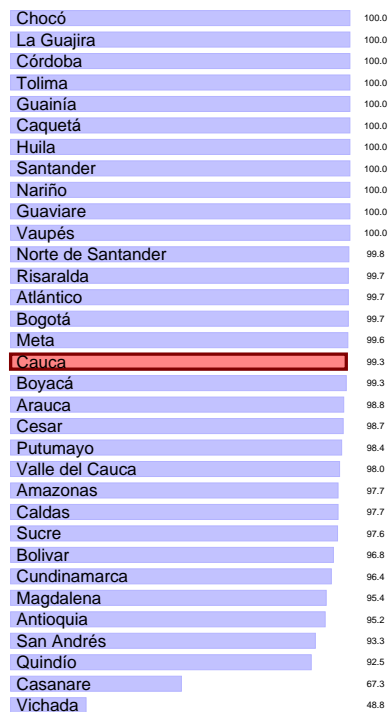 Chocó 100.0
La Guajira 100.0
Córdoba 100.0
Tolima 100.0
Guainía 100.0
Caquetá 100.0
Huila 100.0
Santander 100.0
Nariño 100.0
Guaviare 100.0
Vaupés 100.0
Norte de Santander 99.8
Risaralda 99.7
Atlántico 99.7
Bogotá 99.7
Meta 99.6
Cauca 99.3
Boyacá 99.3
Arauca 98.8
Cesar 98.7
Putumayo 98.4
Valle del Cauca 98.0
Amazonas 97.7
Caldas 97.7
Sucre 97.6
Bolivar 96.8
Cundinamarca 96.4
Magdalena 95.4
Antioquia 95.2
San Andrés 93.3
Quindío 92.5
Casanare 67.3
Vichada 48.8